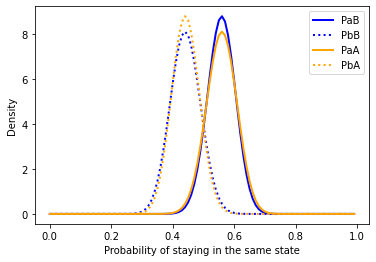 PaB
PbB
PaA
PbA
8
6
4
2
0
Density
0.0 0.2 0.4 0.6 0.8 1.0
Probability of staying in the same state